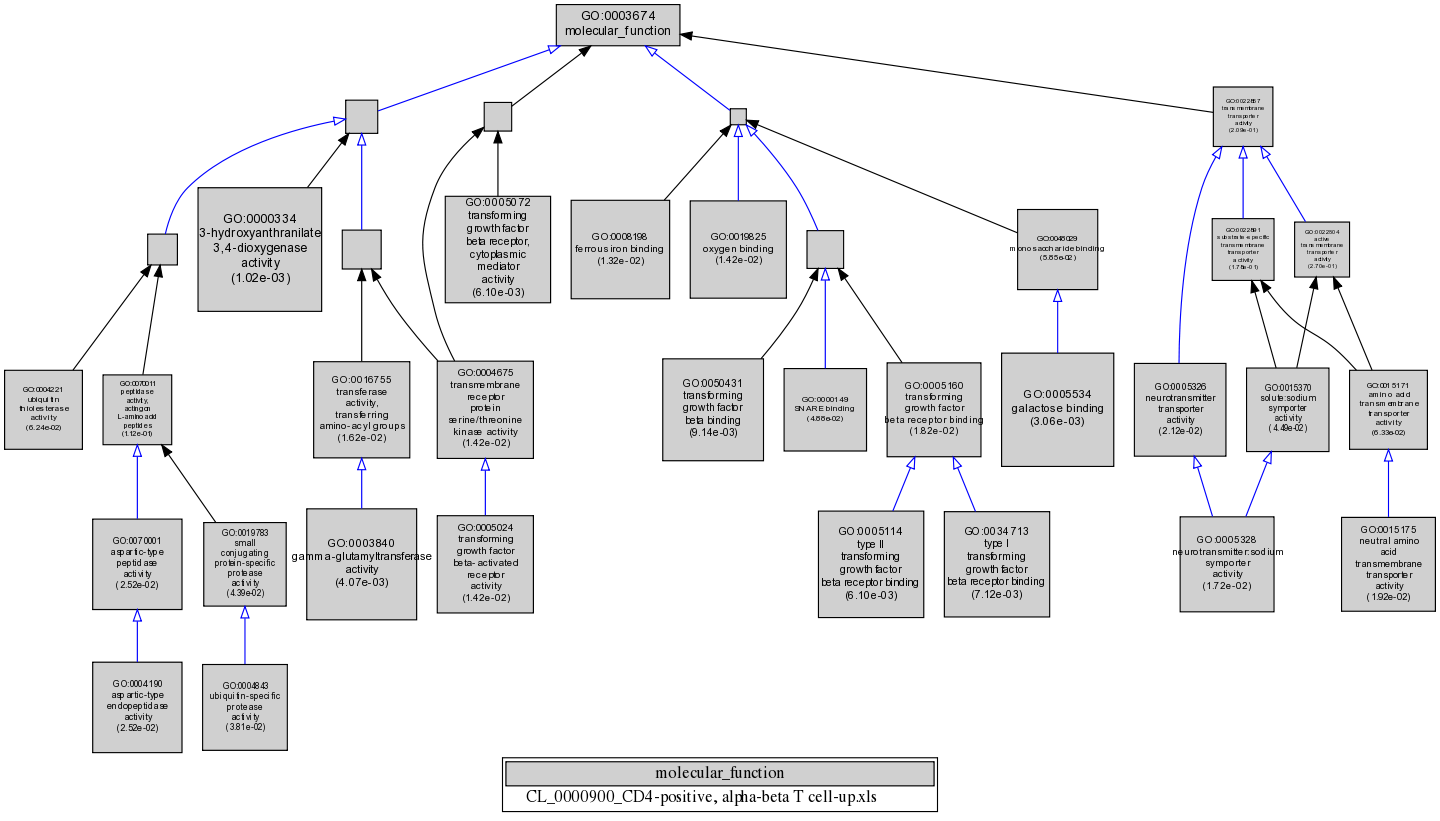 GO:0003674
molecular_function
GO:0022857
transmembrane
transporter
activity
(2.09e-01)
GO:0000334
3-hydroxyanthranilate
3,4-dioxygenase
activity
(1.02e-03)
GO:0005072
transforming
growth factor
beta receptor,
cytoplasmic
mediator
activity
(6.10e-03)
GO:0008198
ferrous iron binding
(1.32e-02)
GO:0019825
oxygen binding
(1.42e-02)
GO:0048029
monosaccharide binding
(5.85e-02)
GO:0022891
substrate-specific
transmembrane
transporter
activity
(1.78e-01)
GO:0022804
active
transmembrane
transporter
activity
(2.70e-01)
GO:0004221
ubiquitin
thiolesterase
activity
(6.24e-02)
GO:0070011
peptidase
activity,
acting on
L-amino acid
peptides
(1.12e-01)
GO:0016755
transferase
activity,
transferring
amino-acyl groups
(1.62e-02)
GO:0004675
transmembrane
receptor
protein
serine/threonine
kinase activity
(1.42e-02)
GO:0050431
transforming
growth factor
beta binding
(9.14e-03)
GO:0000149
SNARE binding
(4.88e-02)
GO:0005160
transforming
growth factor
beta receptor binding
(1.82e-02)
GO:0005534
galactose binding
(3.06e-03)
GO:0005326
neurotransmitter
transporter
activity
(2.12e-02)
GO:0015370
solute:sodium
symporter
activity
(4.49e-02)
GO:0015171
amino acid
transmembrane
transporter
activity
(6.33e-02)
GO:0070001
aspartic-type
peptidase
activity
(2.52e-02)
GO:0019783
small
conjugating
protein-specific
protease
activity
(4.39e-02)
GO:0003840
gamma-glutamyltransferase
activity
(4.07e-03)
GO:0005024
transforming
growth factor
beta-activated
receptor
activity
(1.42e-02)
GO:0005114
type II
transforming
growth factor
beta receptor binding
(6.10e-03)
GO:0034713
type I
transforming
growth factor
beta receptor binding
(7.12e-03)
GO:0005328
neurotransmitter:sodium
symporter
activity
(1.72e-02)
GO:0015175
neutral amino
acid
transmembrane
transporter
activity
(1.92e-02)
GO:0004190
aspartic-type
endopeptidase
activity
(2.52e-02)
GO:0004843
ubiquitin-specific
protease
activity
(3.81e-02)
molecular_function
CL_0000900_CD4-positive, alpha-beta T cell-up.xls